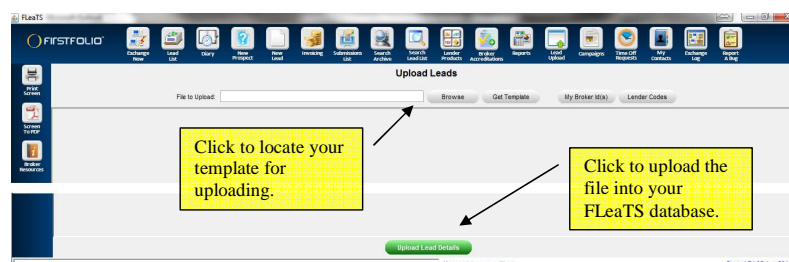 FLeaTS
FIRSTFOLIO
Exchange Now
Lead List
Diary
New Prospect
New Lead
Invoicing
Submissions List
Search Archive
Search Lead List
Lender Products
Broker Accreditations
Reports
Lead Upload
Campaigns
Time Off Requests
My Contacts
Exchange Log
Report A Bug
Print Screen
Screen To PDF
Broker Resources
Upload Leads
File to Upload:
Browse
Get Template
My Broker Id(s)
Lender Codes
Click to locate your
template for
uploading.
Click to upload the
file into your
FLeaTS database.
Upload Lead Details